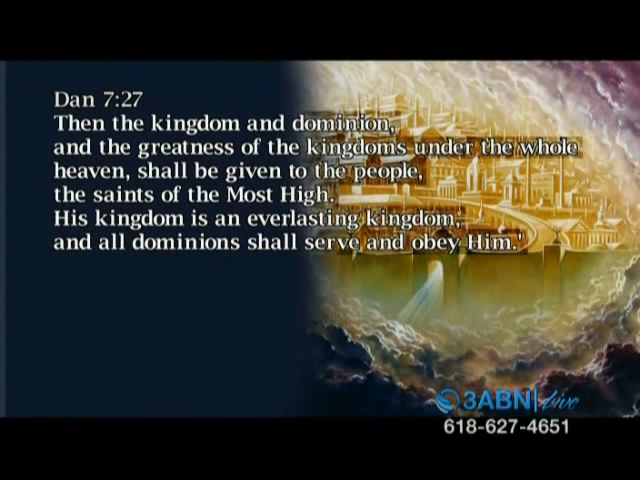 Dan 7:27
Then the kingdom and dominion,
and the greatness of the kingdoms under the whole
heaven, shall be given to the people,
the saints of the Most High.
His kingdom is an everlasting kingdom,
and all dominions shall serve and obey Him.'
3ABN live
618-627-4651